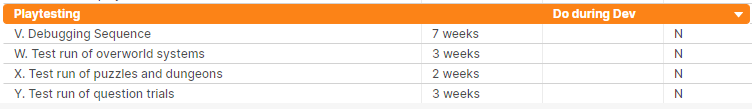 Playtesting Do during Dev
V. Debugging Sequence 7 weeks N
W. Test run of overworld systems 3 weeks N
X. Test run of puzzles and dungeons 2 weeks N
Y. Test run of question trials 3 weeks N